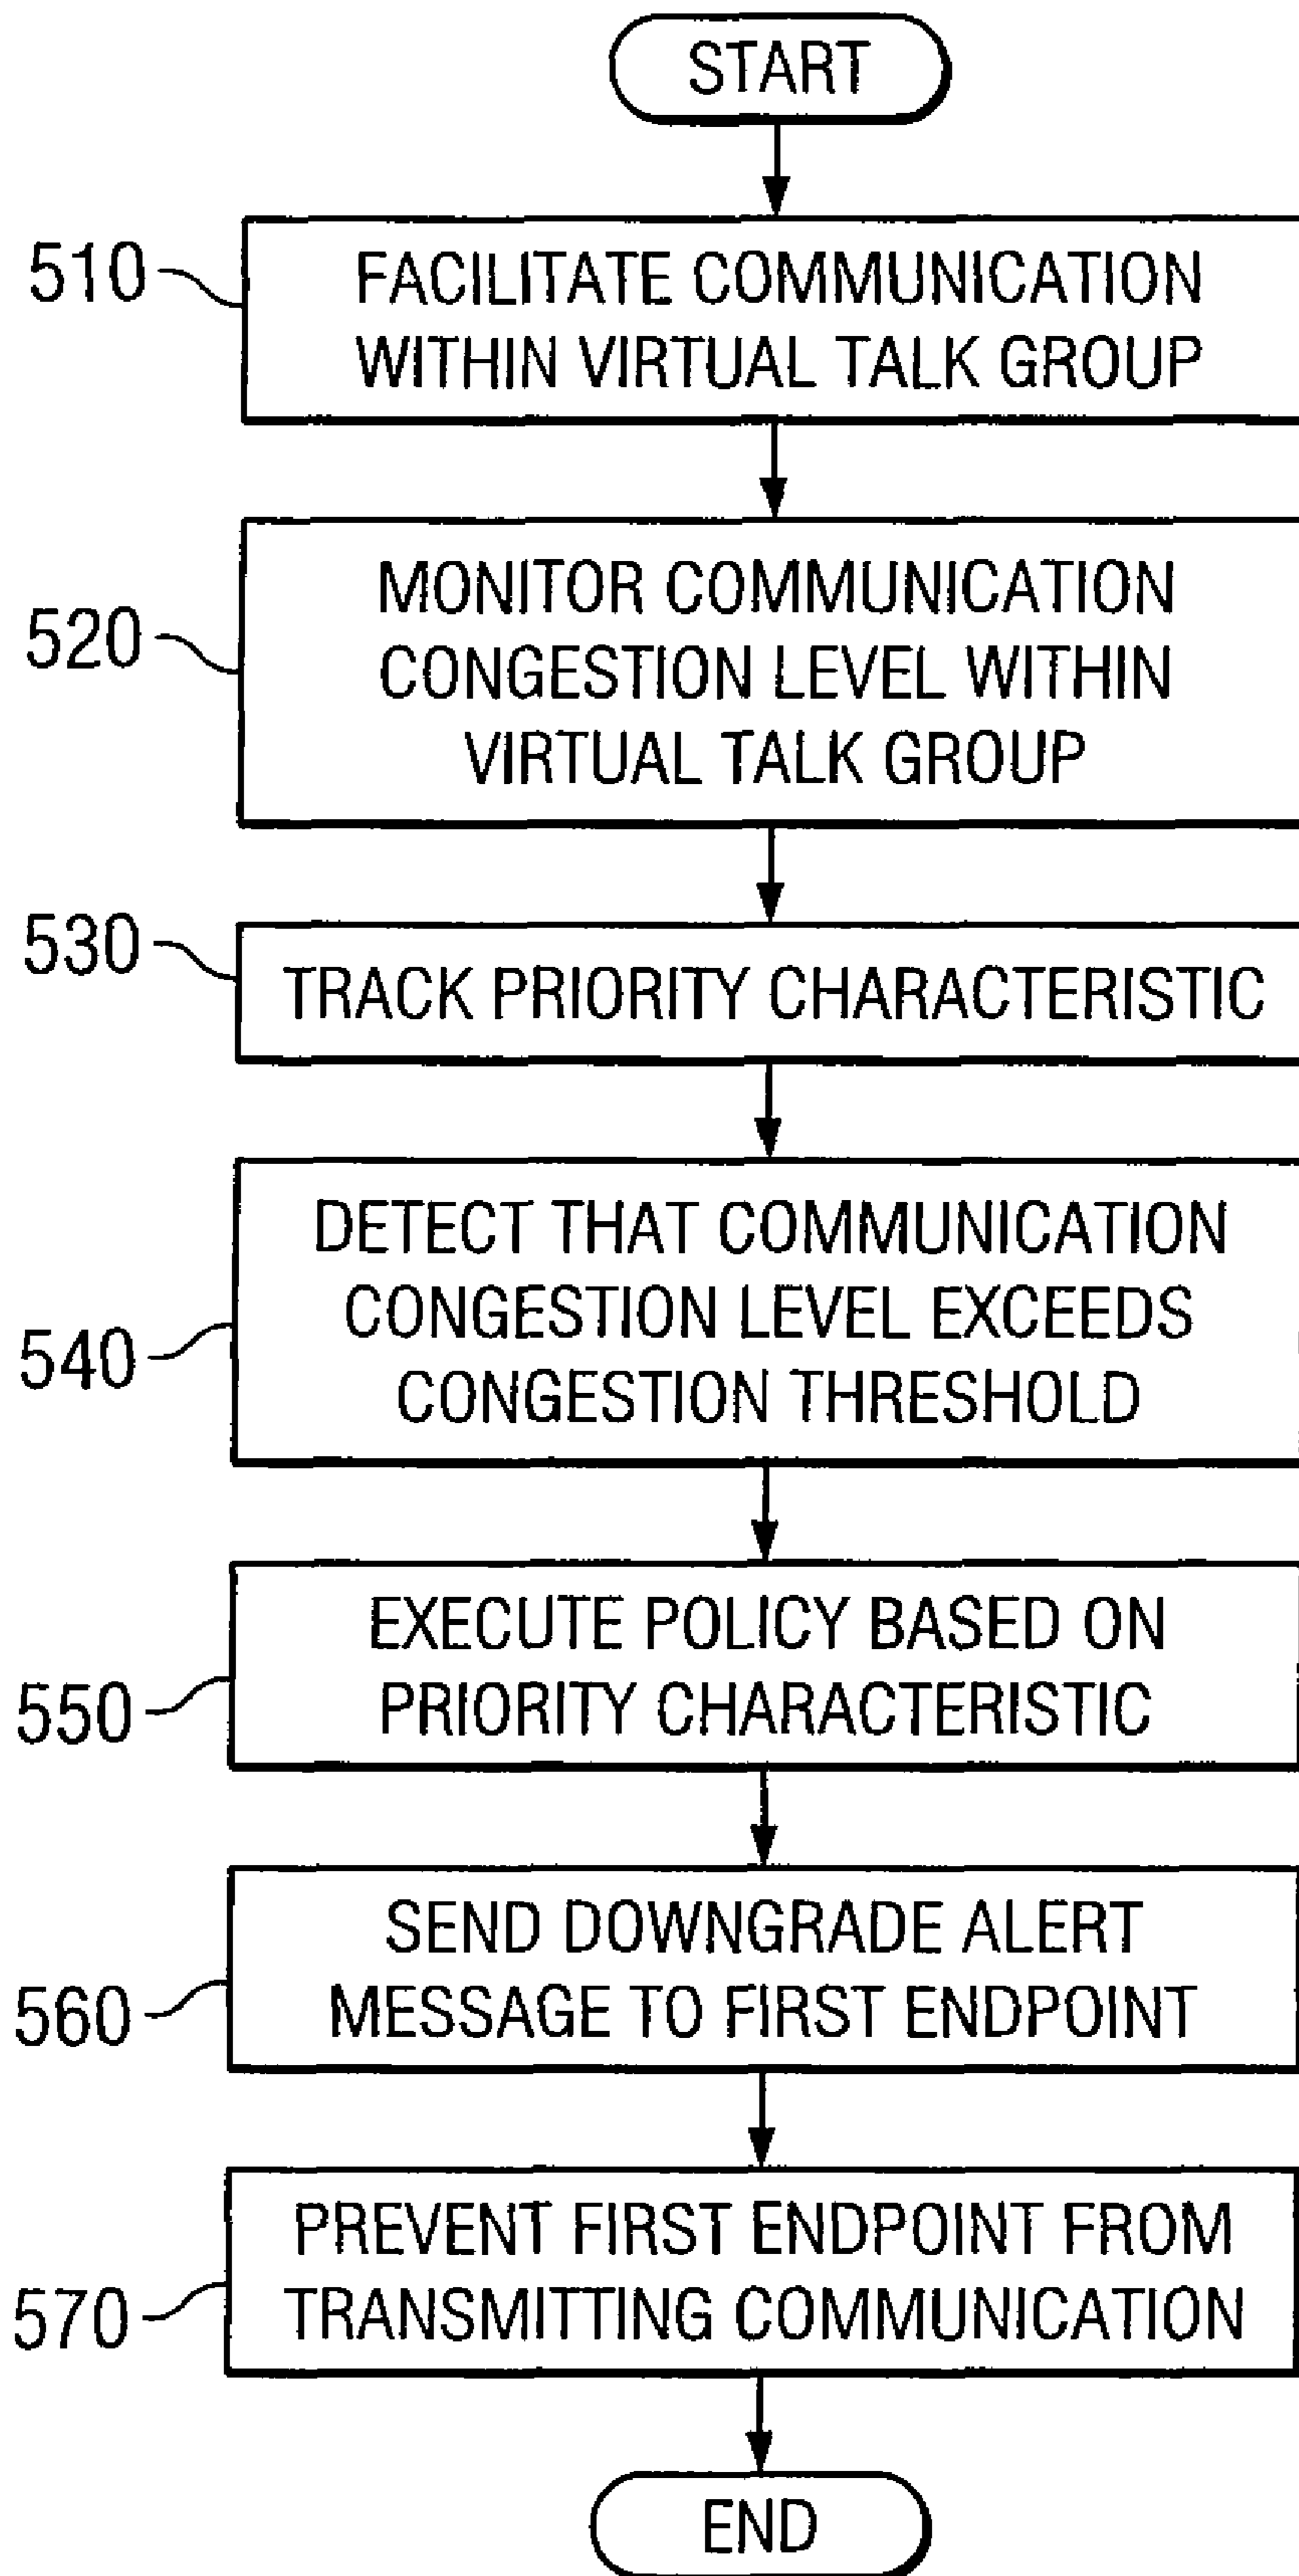 START
510
FACILITATE COMMUNICATION
WITHIN VIRTUAL TALK GROUP
520
MONITOR COMMUNICATION
CONGESTION LEVEL WITHIN
VIRTUAL TALK GROUP
530
TRACK PRIORITY CHARACTERISTIC
540
DETECT THAT COMMUNICATION
CONGESTION LEVEL EXCEEDS
CONGESTION THRESHOLD
550
EXECUTE POLICY BASED ON
PRIORITY CHARACTERISTIC
560
SEND DOWNGRADE ALERT
MESSAGE TO FIRST ENDPOINT
570
PREVENT FIRST ENDPOINT FROM
TRANSMITTING COMMUNICATION
END